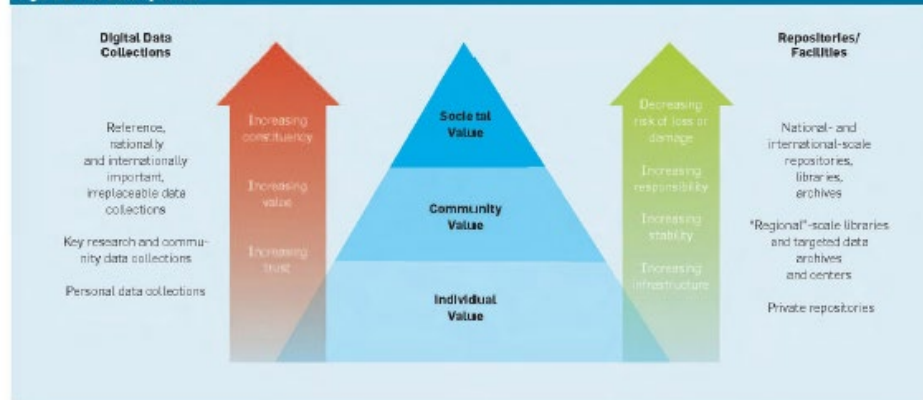 Digital Data
Collections
Reference,
nationally
and internationally
important,
irreplaceable data
collections
Key research and commu-
nity data collections
Personal data collections
Increasing
constituency
Increasing
value
Increasing
trust
Societal
Value
Community
Value
Individual
Value
Decreasing
risk of loss or
damage
Increasing
responsibility
Increasing
stability
Increasing
infrastructure
Repositories/
Facilities
National- and
international-scale
repositories,
libraries,
archives
"Regional"-scale libraries
and targeted data
archives
and centers
Private repositories